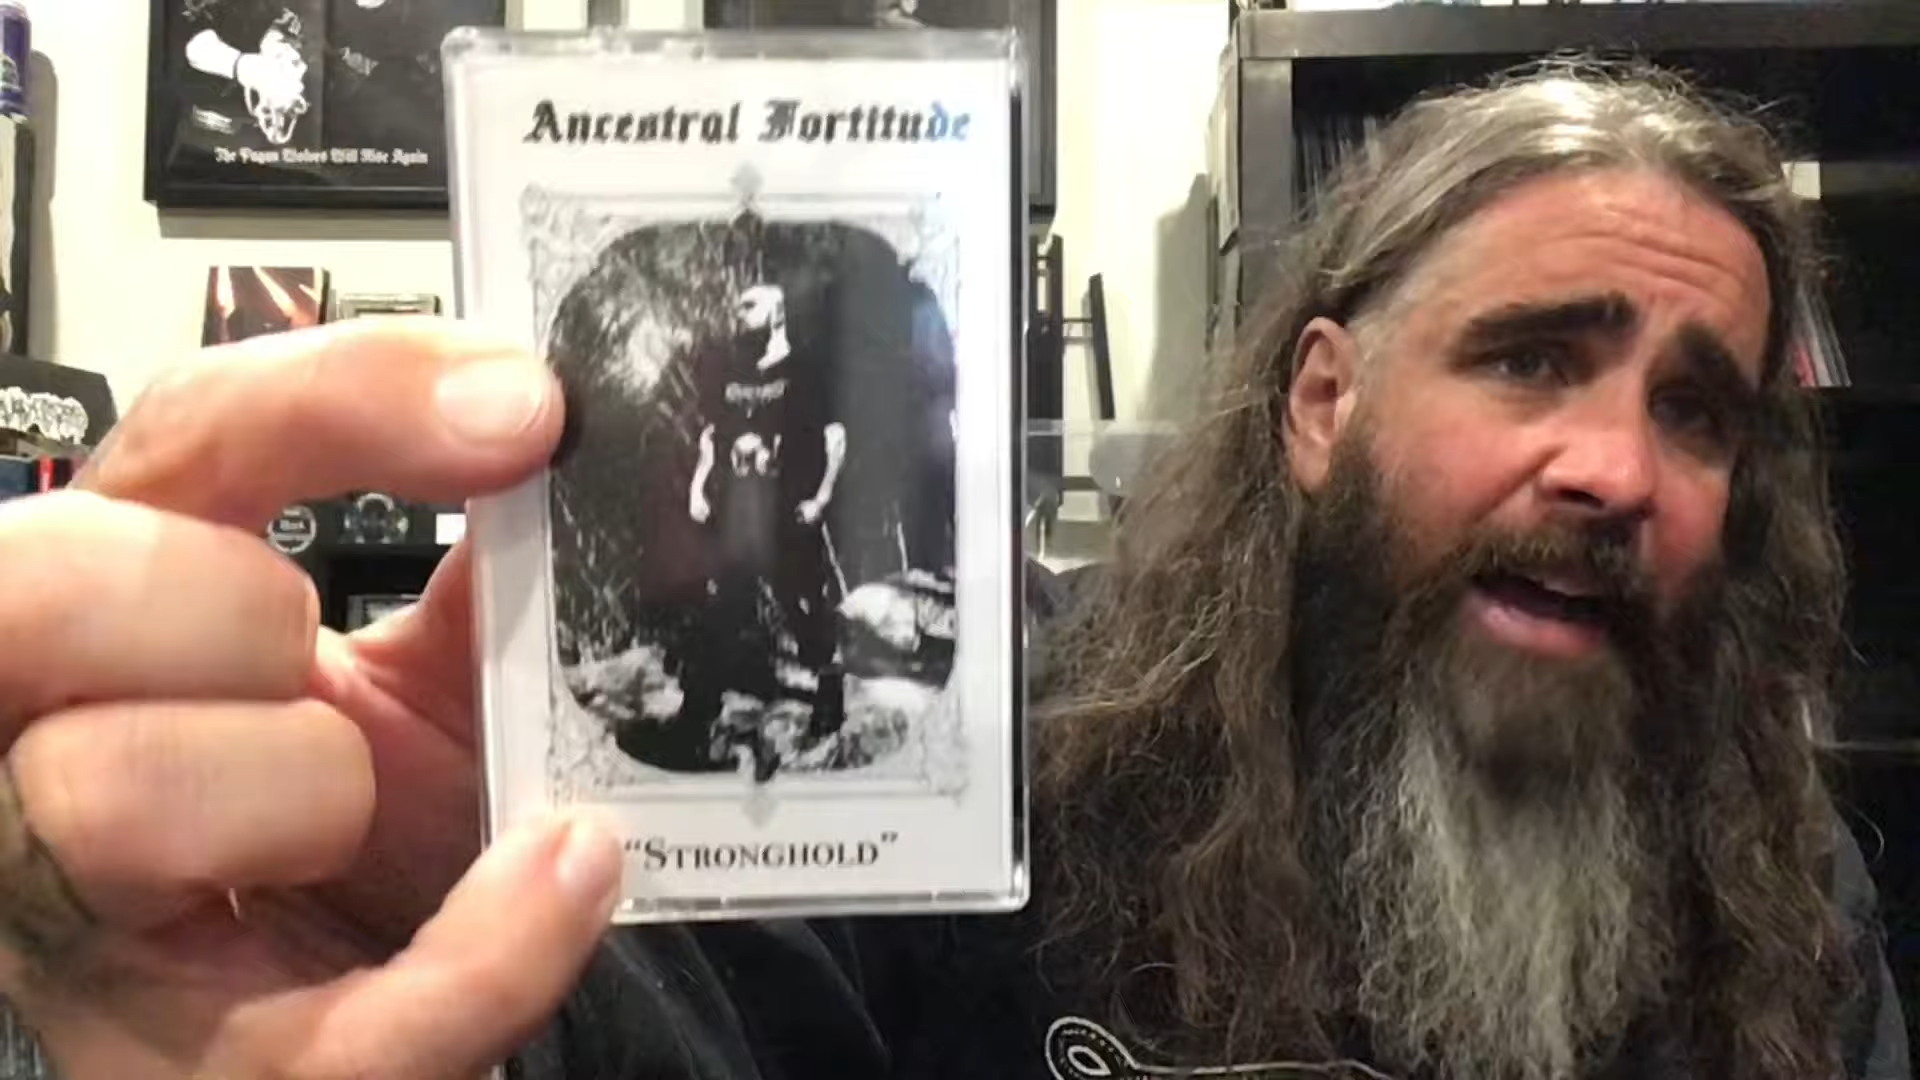 The Pagan Wolves Will Rise Again
Ancestral Fortitude
“STRONGHOLD”